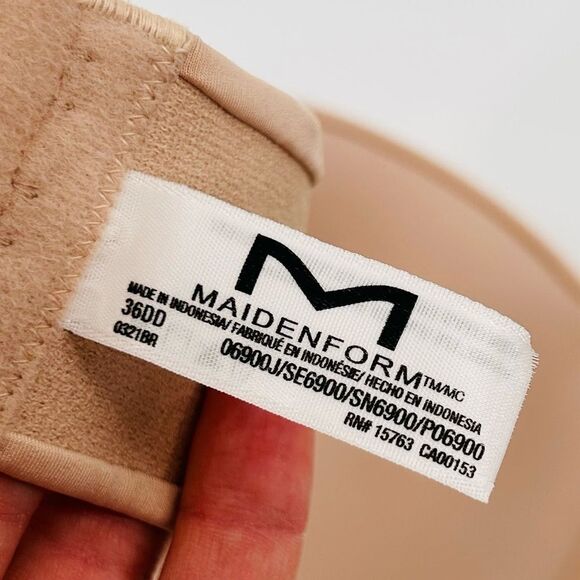 M
MAIDENFORM™/MC
MADE IN INDONESIA/ FABRIQUÉ EN INDONÉSIE/ HECHO EN INDONESIA
36DD
06900J/SE6900/SN6900/P06900
0321BR
RN# 15763 CA00153